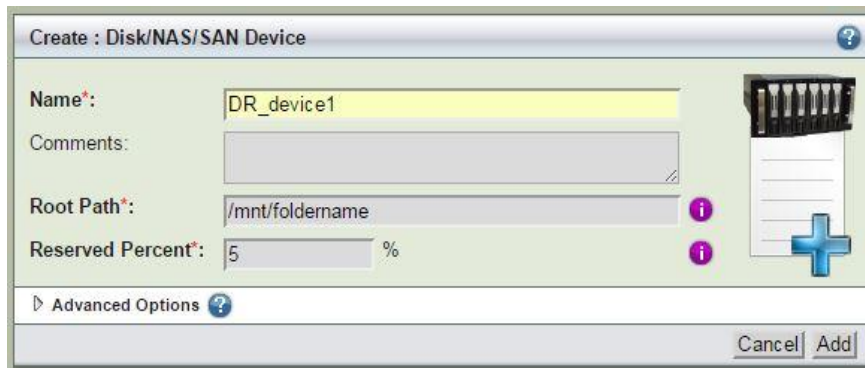 Create : Disk/NAS/SAN Device ?
Name*: DR_device1
Comments:
Root Path*: /mnt/foldername i
Reserved Percent*: 5 % i
Advanced Options ?
Cancel Add